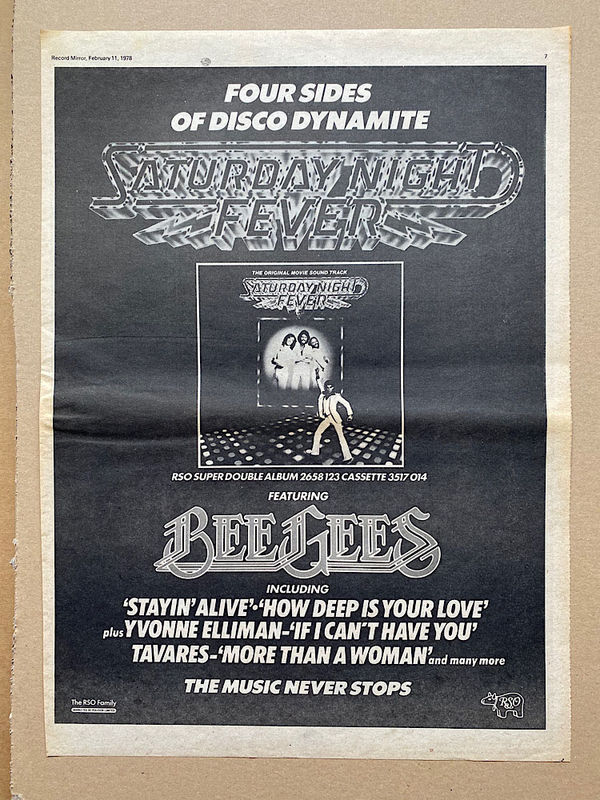 Record Mirror, February 11, 1978
7
FOUR SIDES
OF DISCO DYNAMITE
SATURDAY NIGHT
FEVER
THE ORIGINAL MOVIE SOUND TRACK
SATURDAY NIGHT
FEVER
RSO SUPER DOUBLE ALBUM 2658 123 CASSETTE 3517 014
FEATURING
BEE GEES
INCLUDING
'STAYIN' ALIVE'·'HOW DEEP IS YOUR LOVE'
plus YVONNE ELLIMAN-'IF I CAN'T HAVE YOU'
TAVARES-'MORE THAN A WOMAN' and many more
THE MUSIC NEVER STOPS
The RSO Family
RSO